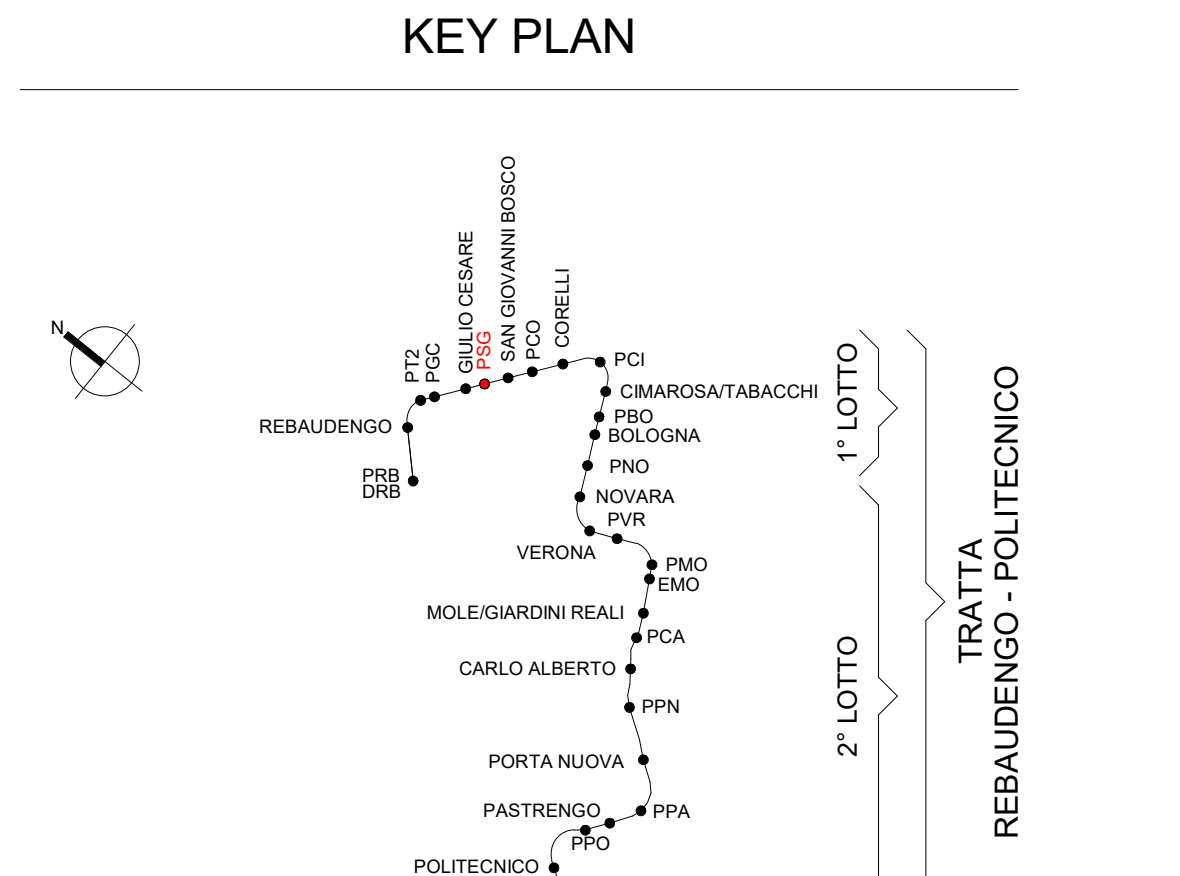 KEY PLAN
N
PT2
PGC
GIULIO CESARE
PSG
SAN GIOVANNI BOSCO
PCO
CORELLI
PCI
CIMAROSA/TABACCHI
REBAUDENGO
PBO
BOLOGNA
PRB
DRB
PNO
NOVARA
PVR
VERONA
PMO
EMO
MOLE/GIARDINI REALI
PCA
CARLO ALBERTO
PPN
PORTA NUOVA
PASTRENGO
PPA
PPO
POLITECNICO
1° LOTTO
2° LOTTO
TRATTA
REBAUDENGO - POLITECNICO